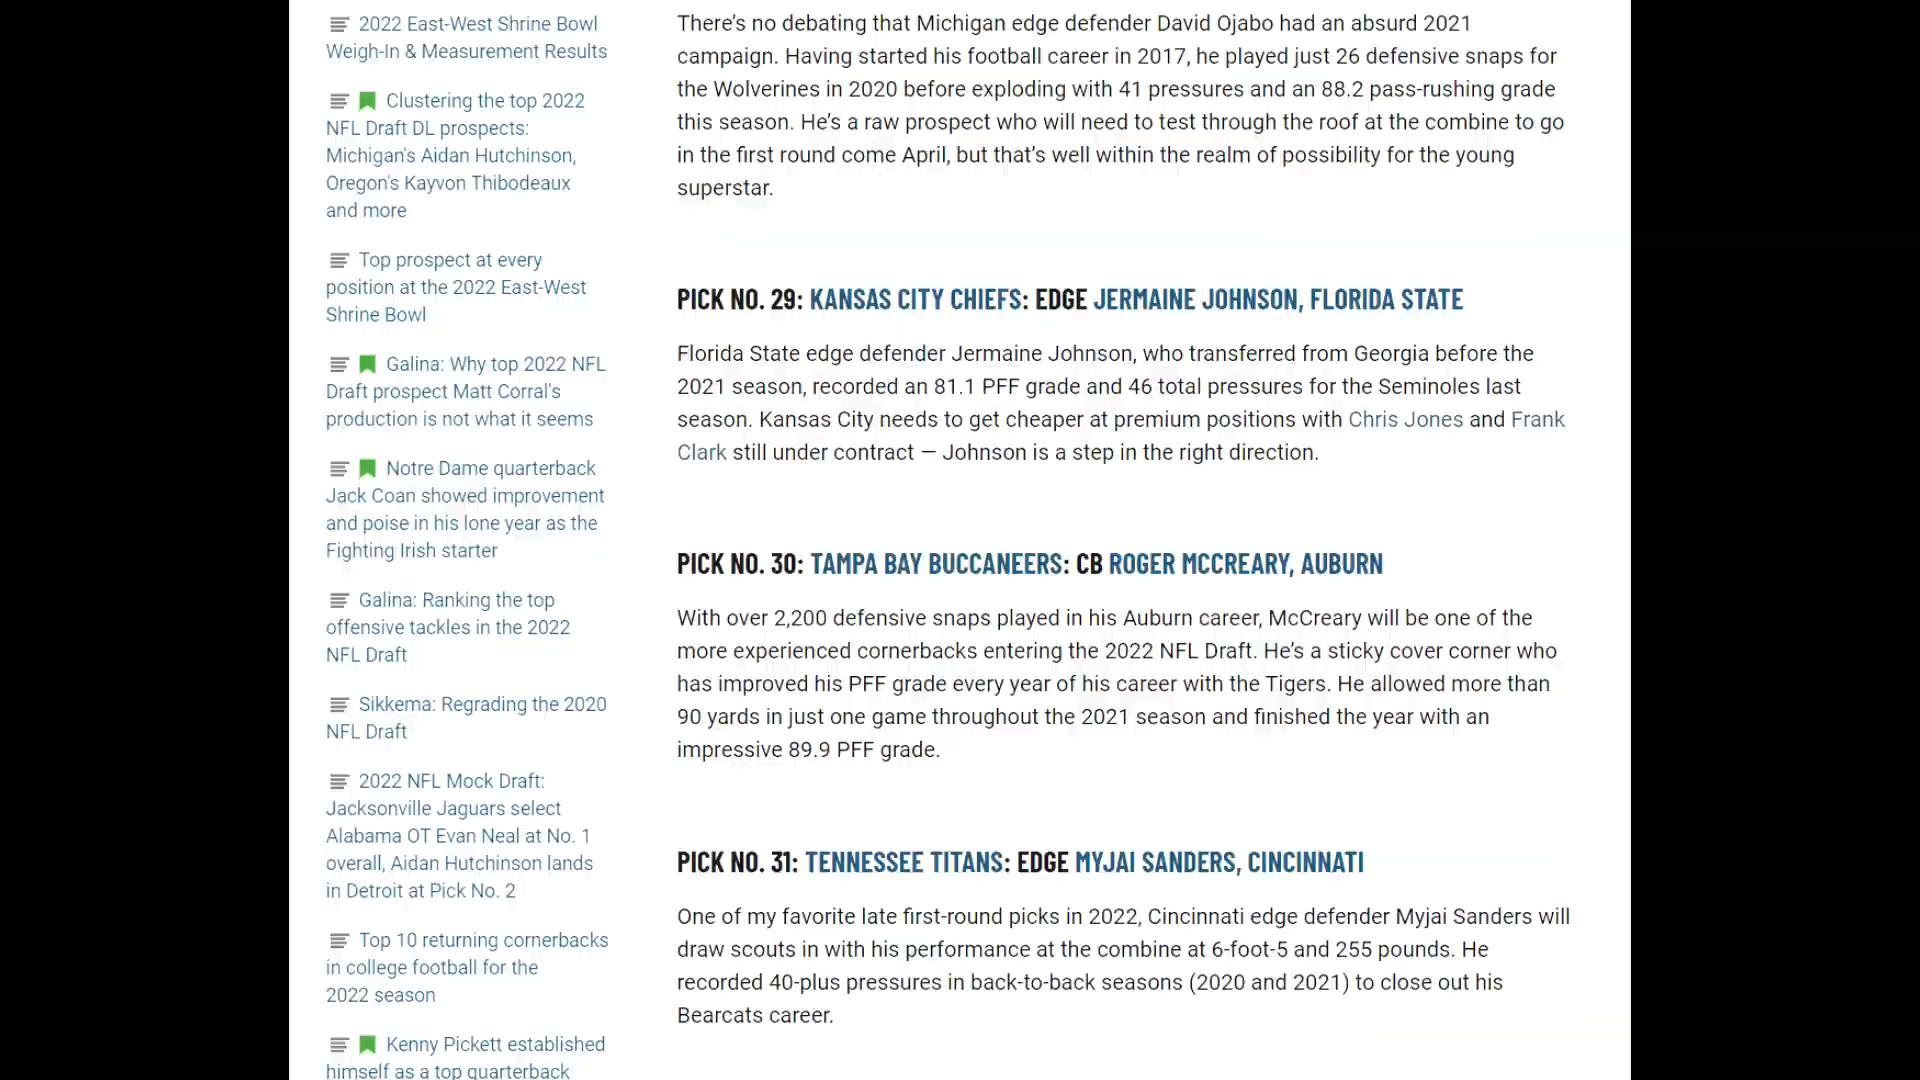 2022 East-West Shrine Bowl
Weigh-In & Measurement Results
Clustering the top 2022
NFL Draft DL prospects:
Michigan's Aidan Hutchinson,
Oregon's Kayvon Thibodeaux
and more
Top prospect at every
position at the 2022 East-West
Shrine Bowl
Galina: Why top 2022 NFL
Draft prospect Matt Corral's
production is not what it seems
Notre Dame quarterback
Jack Coan showed improvement
and poise in his lone year as the
Fighting Irish starter
Galina: Ranking the top
offensive tackles in the 2022
NFL Draft
Sikkema: Regrading the 2020
NFL Draft
2022 NFL Mock Draft:
Jacksonville Jaguars select
Alabama OT Evan Neal at No. 1
overall, Aidan Hutchinson lands
in Detroit at Pick No. 2
Top 10 returning cornerbacks
in college football for the
2022 season
Kenny Pickett established
himself as a top quarterback
There’s no debating that Michigan edge defender David Ojabo had an absurd 2021
campaign. Having started his football career in 2017, he played just 26 defensive snaps for
the Wolverines in 2020 before exploding with 41 pressures and an 88.2 pass-rushing grade
this season. He’s a raw prospect who will need to test through the roof at the combine to go
in the first round come April, but that’s well within the realm of possibility for the young
superstar.
PICK NO. 29: KANSAS CITY CHIEFS: EDGE JERMAINE JOHNSON, FLORIDA STATE
Florida State edge defender Jermaine Johnson, who transferred from Georgia before the
2021 season, recorded an 81.1 PFF grade and 46 total pressures for the Seminoles last
season. Kansas City needs to get cheaper at premium positions with Chris Jones and Frank
Clark still under contract — Johnson is a step in the right direction.
PICK NO. 30: TAMPA BAY BUCCANEERS: CB ROGER MCCREARY, AUBURN
With over 2,200 defensive snaps played in his Auburn career, McCreary will be one of the
more experienced cornerbacks entering the 2022 NFL Draft. He’s a sticky cover corner who
has improved his PFF grade every year of his career with the Tigers. He allowed more than
90 yards in just one game throughout the 2021 season and finished the year with an
impressive 89.9 PFF grade.
PICK NO. 31: TENNESSEE TITANS: EDGE MYJAI SANDERS, CINCINNATI
One of my favorite late first-round picks in 2022, Cincinnati edge defender Myjai Sanders will
draw scouts in with his performance at the combine at 6-foot-5 and 255 pounds. He
recorded 40-plus pressures in back-to-back seasons (2020 and 2021) to close out his
Bearcats career.